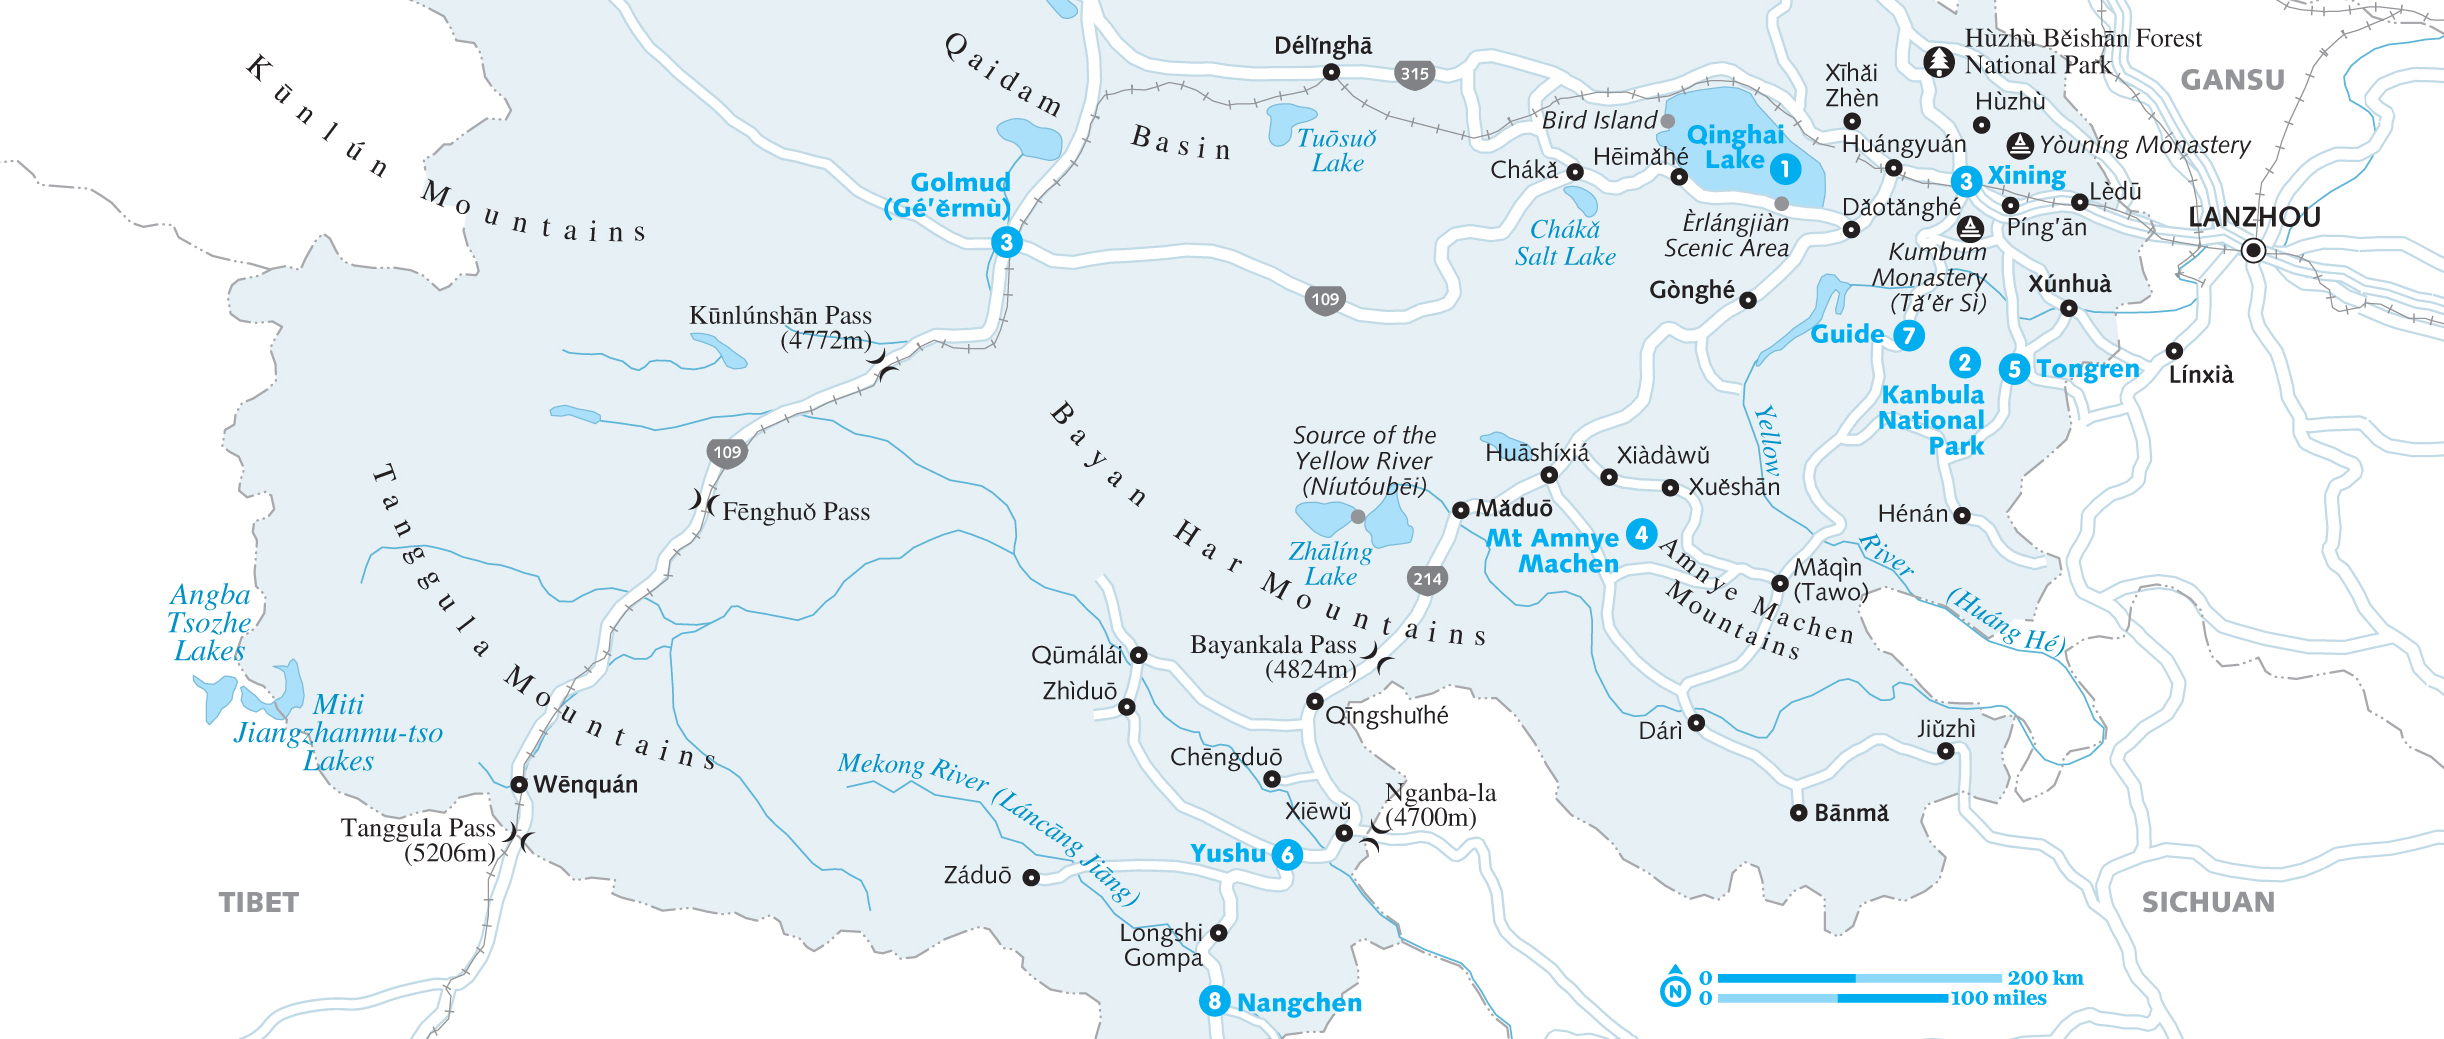 Kūnlún Mountains
Qaidam Basin
Délǐnghā
315
Tuōsuǒ
Lake
Bird Island
Qinghai
Lake
1
Xīhǎi
Zhèn
Hùzhù Běishān Forest
National Park
GANSU
Hùzhù
Huángyuán
Yòuníng Monastery
3
Xining
Lèdū
Chákǎ
Hēimǎhé
Golmud
(Gé'ěrmù)
3
Dǎotǎnghé
Píng'ān
LANZHOU
Chákǎ
Salt Lake
Èrlángjiàn
Scenic Area
Kumbum
Monastery
(Tǎ'ěr Sì)
Gònghé
Xúnhuà
109
Kūnlúnshān Pass
(4772m)
Guide
7
2
Kanbula
National
Park
5
Tongren
Línxià
Bayan Har Mountains
Source of the
Yellow River
(Niútóubēi)
Yellow River (Huáng Hé)
109
Huāshíxiá
Xiàdàwǔ
Xuěshān
Tanggula Mountains
Fēnghuǒ Pass
Mǎduō
Hénán
Mt Amnye
Machen
4
Zhālíng
Lake
214
Amnye Machen
Mountains
Mǎqìn
(Tawo)
Angba
Tsozhe
Lakes
Miti
Jiangzhanmu-tso
Lakes
Qūmálái
Zhìduō
Bayankala Pass
(4824m)
Qīngshuǐhé
Dárì
Jiǔzhì
Chēngduō
Mekong River (Láncāng Jiāng)
Wēnquán
Xiēwǔ
Nganba-la
(4700m)
Bānmǎ
Tanggula Pass
(5206m)
Yushu
6
Záduō
TIBET
SICHUAN
Longshi
Gompa
8
Nangchen
N
0
200 km
0
100 miles